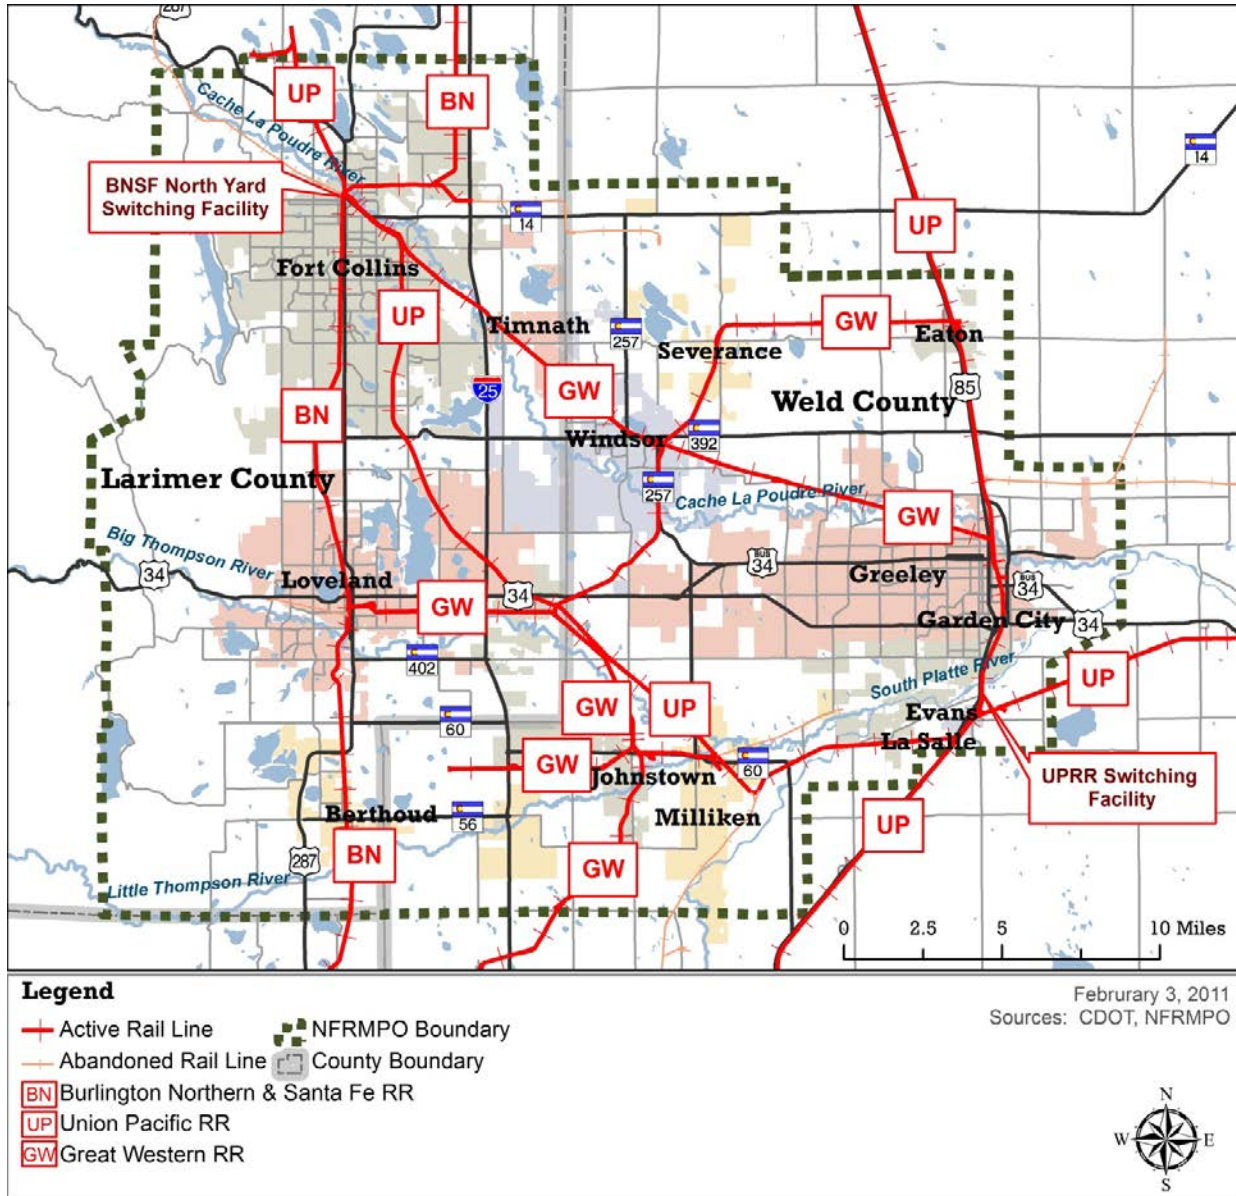 287
UP
BN
Cache La Poudre River
14
BNSF North Yard
Switching Facility
14
UP
Fort Collins
UP
Timnath
257
GW
Eaton
Severance
25
85
GW
Weld County
BN
Windsor
392
Larimer County
257
Cache La Poudre River
GW
Big Thompson River
BUS
34
34
Loveland
Greeley
BUS
34
GW
34
Garden City
34
402
South Platte River
UP
GW
UP
Evans
60
La Salle
60
GW
Johnstown
UPRR Switching
Facility
Berthoud
56
Milliken
UP
287
BN
GW
Little Thompson River
0 2.5 5 10 Miles
Legend
Active Rail Line
NFRMPO Boundary
Abandoned Rail Line
County Boundary
BN Burlington Northern & Santa Fe RR
UP Union Pacific RR
GW Great Western RR
Februrary 3, 2011
Sources: CDOT, NFRMPO
N
W E
S